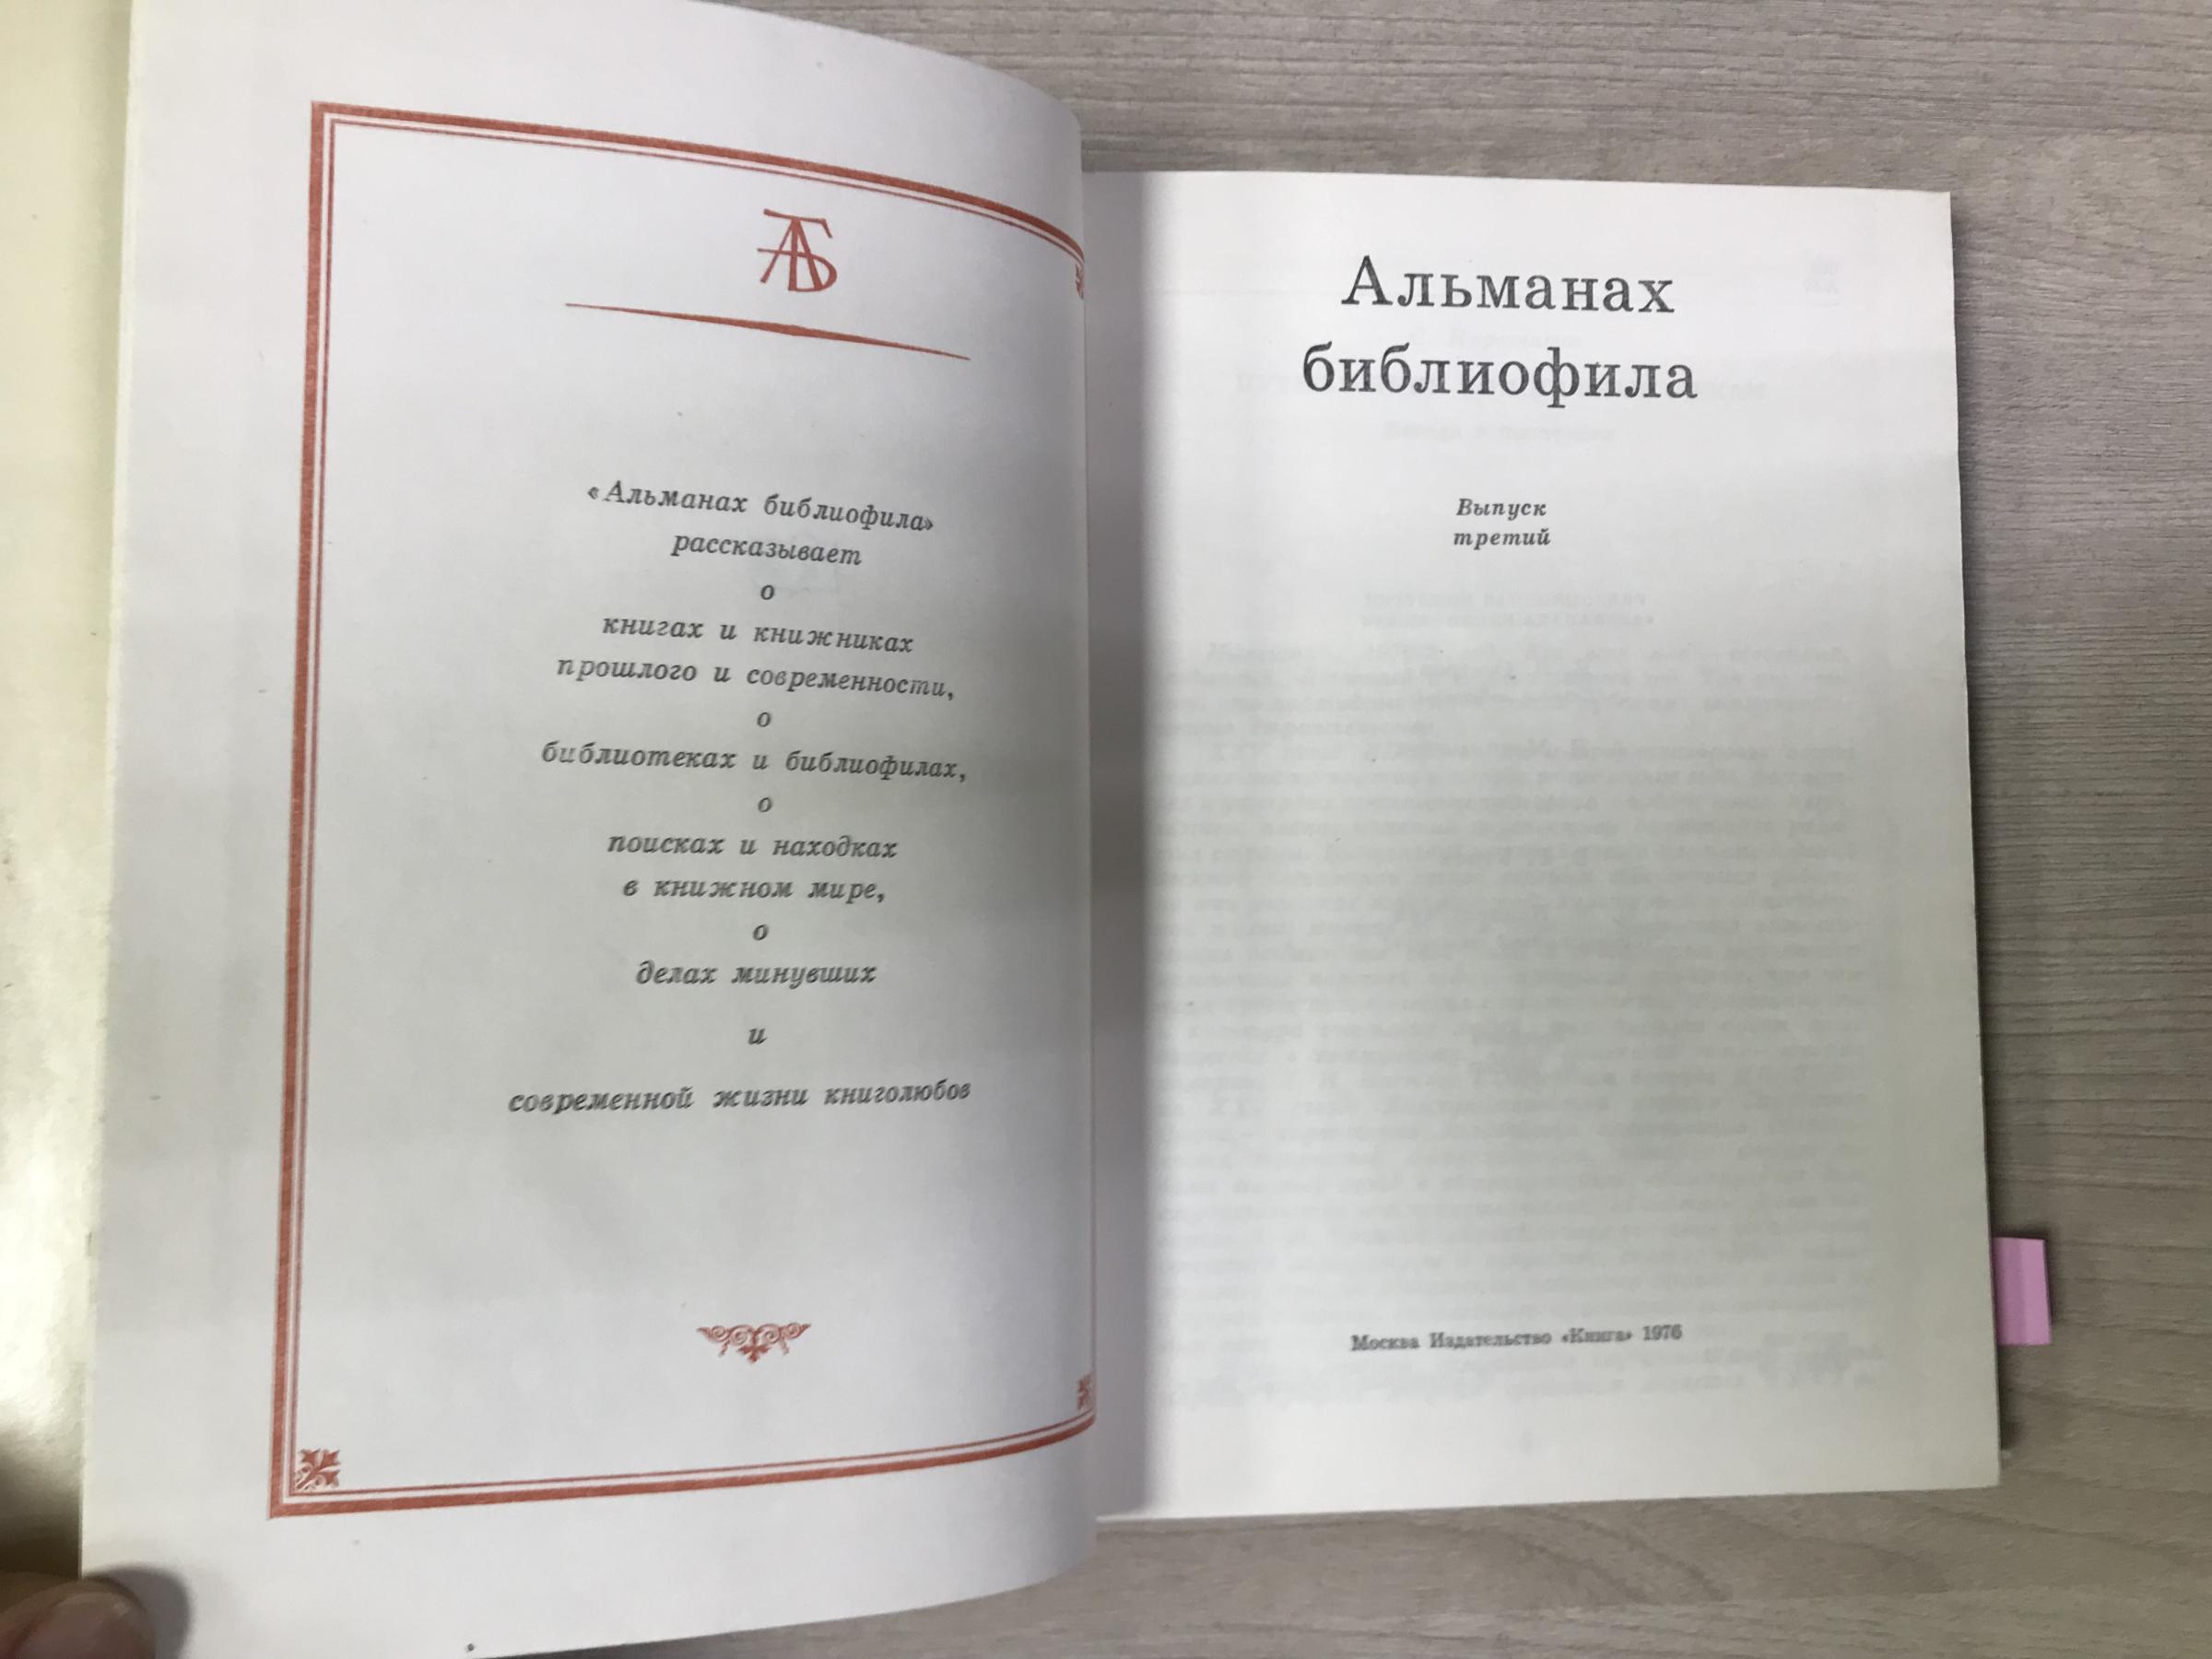 АБ
«Альманах библиофила»
рассказывает
о
книгах и книжниках
прошлого и современности,
о
библиотеках и библиофилах,
о
поисках и находках
в книжном мире,
о
делах минувших
и
современной жизни книголюбов
Альманах
библиофила
Выпуск
третий
Москва Издательство «Книга» 1976